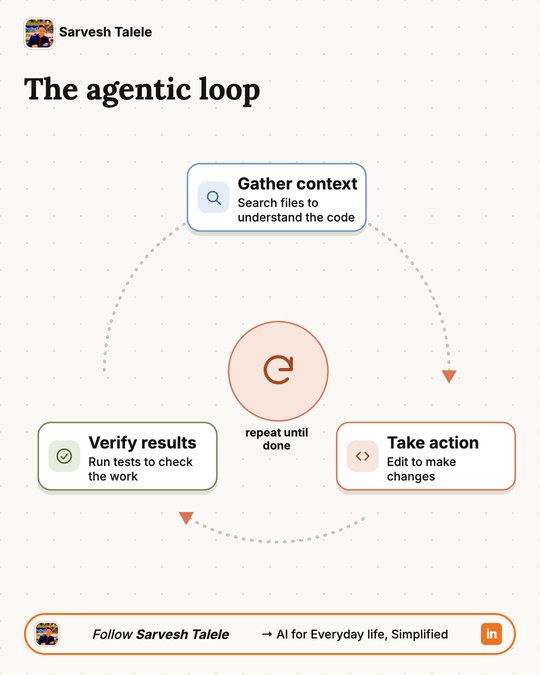 Sarvesh Talele
The agentic loop
Gather context
Search files to
understand the code
repeat until
done
Verify results
Run tests to check
the work
Take action
Edit to make
changes
Follow Sarvesh Talele
→ AI for Everyday life, Simplified
in